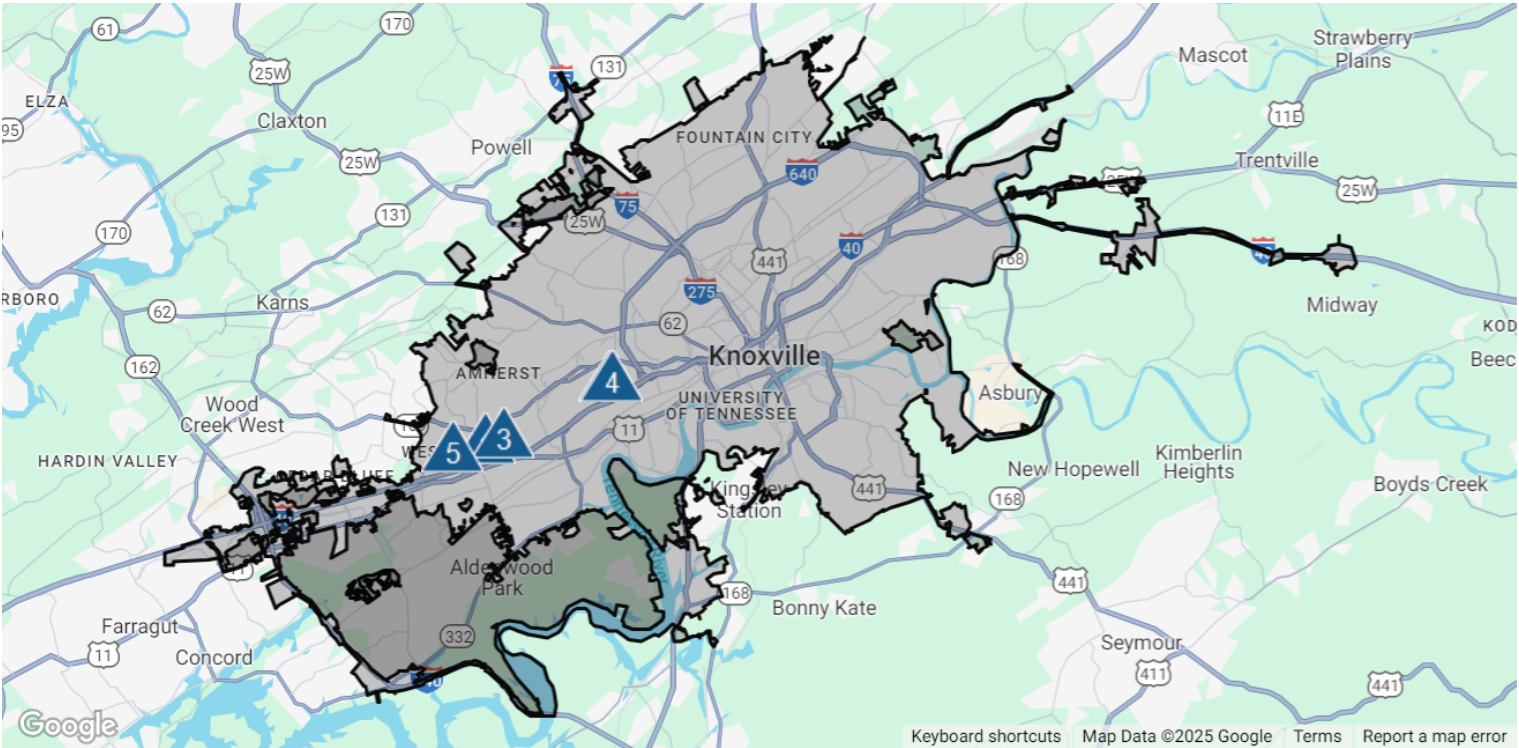 61
170
131
25W
75
Mascot
Strawberry
Plains
ELZA
95
Claxton
11E
FOUNTAIN CITY
Powell
25W
640
Trentville
25W
25W
131
75
170
25W
40
441
168
40
275
Karns
62
Midway
62
Knoxville
162
AMHERST
4
Asbury
UNIVERSITY
OF TENNESSEE
Wood
Creek West
11
3
5
HARDIN VALLEY
New Hopewell
Kimberlin
Heights
Boyds Creek
441
168
Station
Park
441
168
Bonny Kate
Farragut
332
Seymour
11
Concord
411
441
Google
Keyboard shortcuts
Map Data ©2025 Google
Terms
Report a map error